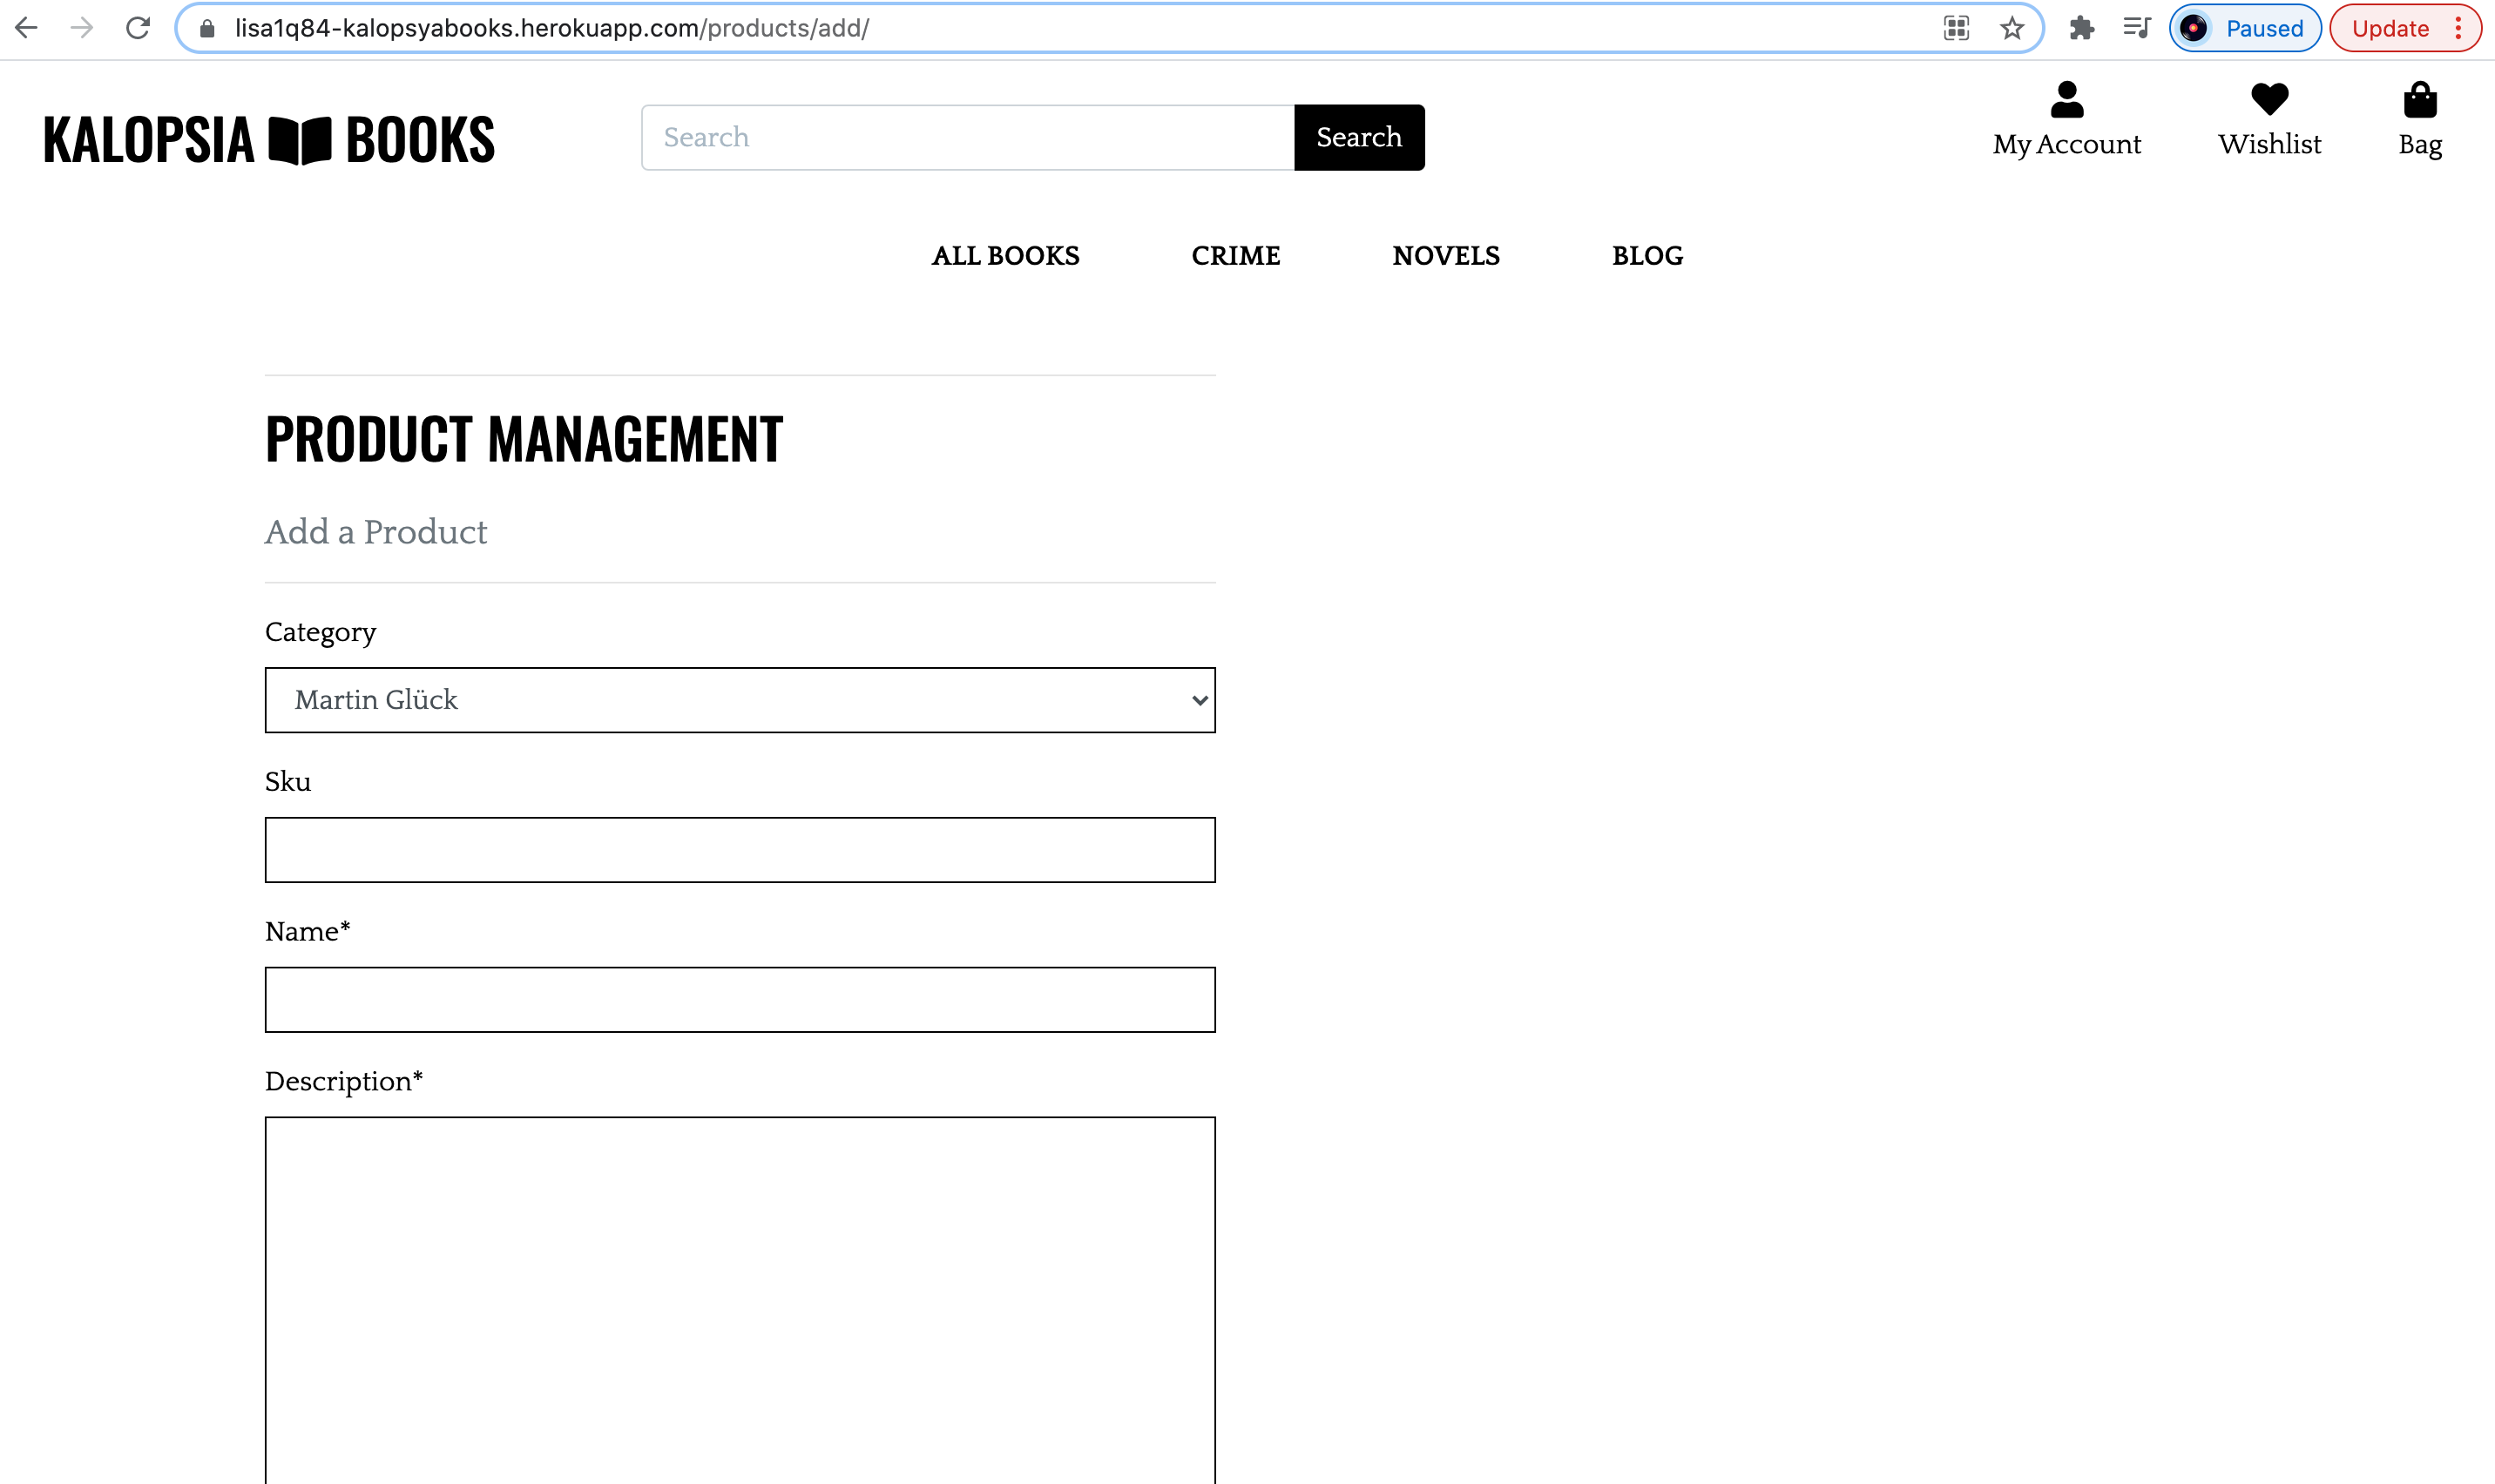 lisa1q84-kalopsyabooks.herokuapp.com/products/add/
Paused
Update
KALOPSIA BOOKS
Search
Search
My Account
Wishlist
Bag
ALL BOOKS
CRIME
NOVELS
BLOG
PRODUCT MANAGEMENT
Add a Product
Category
Martin Glück
Sku
Name*
Description*